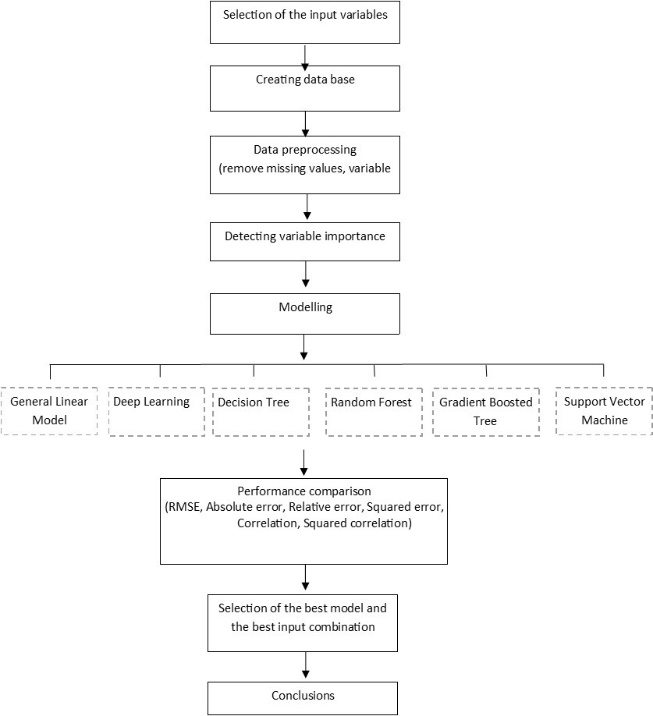 Selection of the input variables
Creating data base
Data preprocessing
(remove missing values, variable
Detecting variable importance
Modelling
General Linear
Model
Deep Learning
Decision Tree
Random Forest
Gradient Boosted
Tree
Support Vector
Machine
Performance comparison
(RMSE, Absolute error, Relative error, Squared error,
Correlation, Squared correlation)
Selection of the best model and
the best input combination
Conclusions